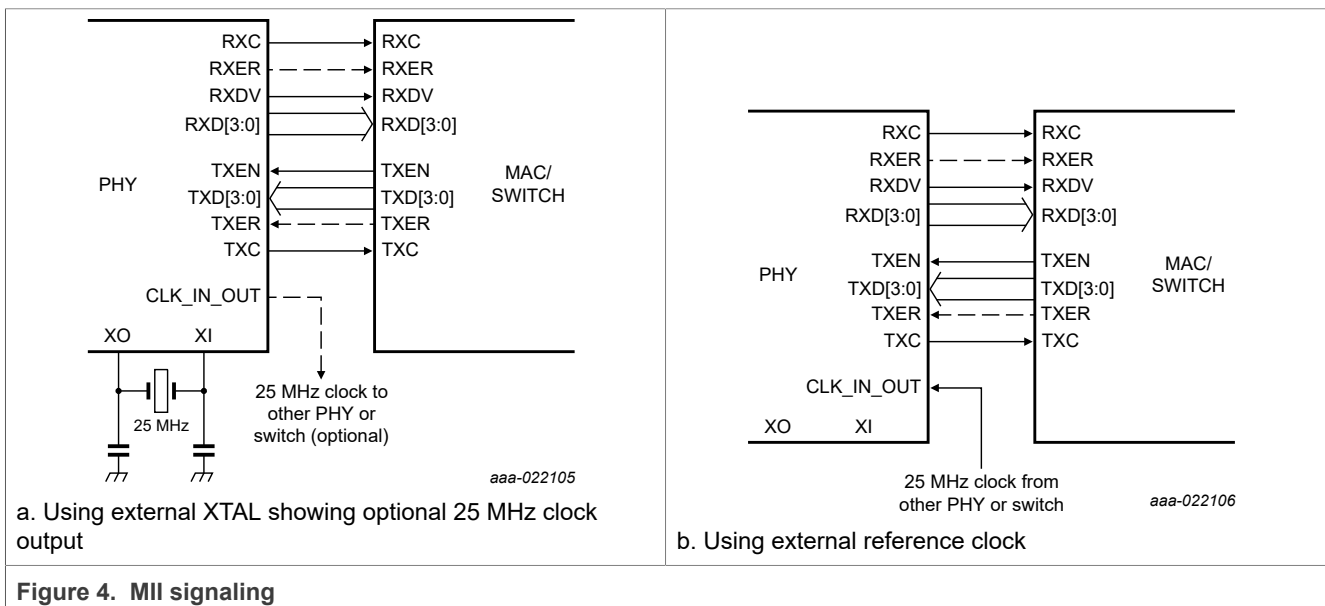 RXC
RXC
RXER
RXER
RXDV
RXDV
RXD[3:0]
RXD[3:0]
TXEN
TXEN
PHY
MAC/
SWITCH
TXD[3:0]
TXD[3:0]
TXER
TXER
TXC
TXC
CLK_IN_OUT
XO
XI
25 MHz
25 MHz clock to
other PHY or
switch (optional)
aaa-022105
a. Using external XTAL showing optional 25 MHz clock
output
RXC
RXC
RXER
RXER
RXDV
RXDV
RXD[3:0]
RXD[3:0]
TXEN
TXEN
PHY
MAC/
SWITCH
TXD[3:0]
TXD[3:0]
TXER
TXER
TXC
TXC
CLK_IN_OUT
XO
XI
25 MHz clock from
other PHY or switch
aaa-022106
b. Using external reference clock
Figure 4. MII signaling